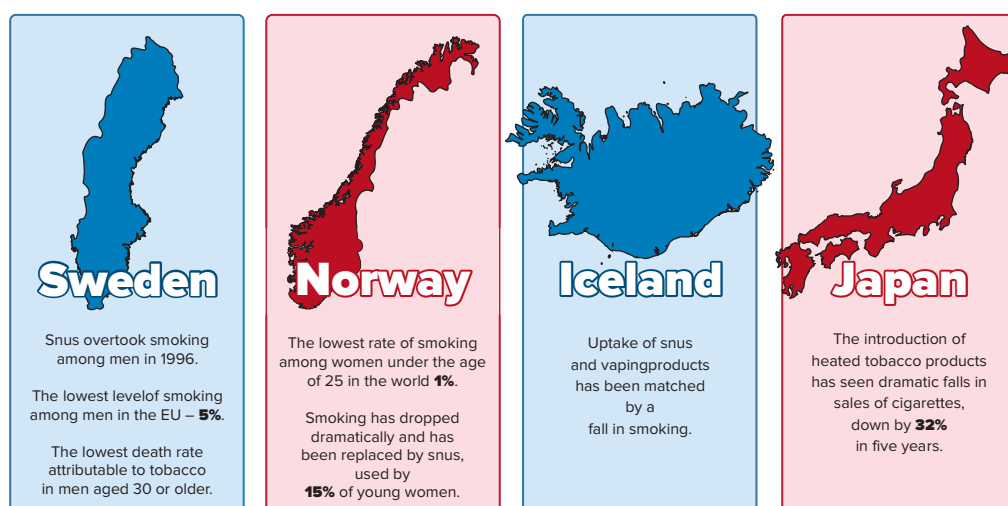 Sweden
Snus overtook smoking
among men in 1996.
The lowest levelof smoking
among men in the EU – 5%.
The lowest death rate
attributable to tobacco
in men aged 30 or older.
Norway
The lowest rate of smoking
among women under the age
of 25 in the world 1%.
Smoking has dropped
dramatically and has
been replaced by snus,
used by
15% of young women.
Iceland
Uptake of snus
and vapingproducts
has been matched
by a
fall in smoking.
Japan
The introduction of
heated tobacco products
has seen dramatic falls in
sales of cigarettes,
down by 32%
in five years.